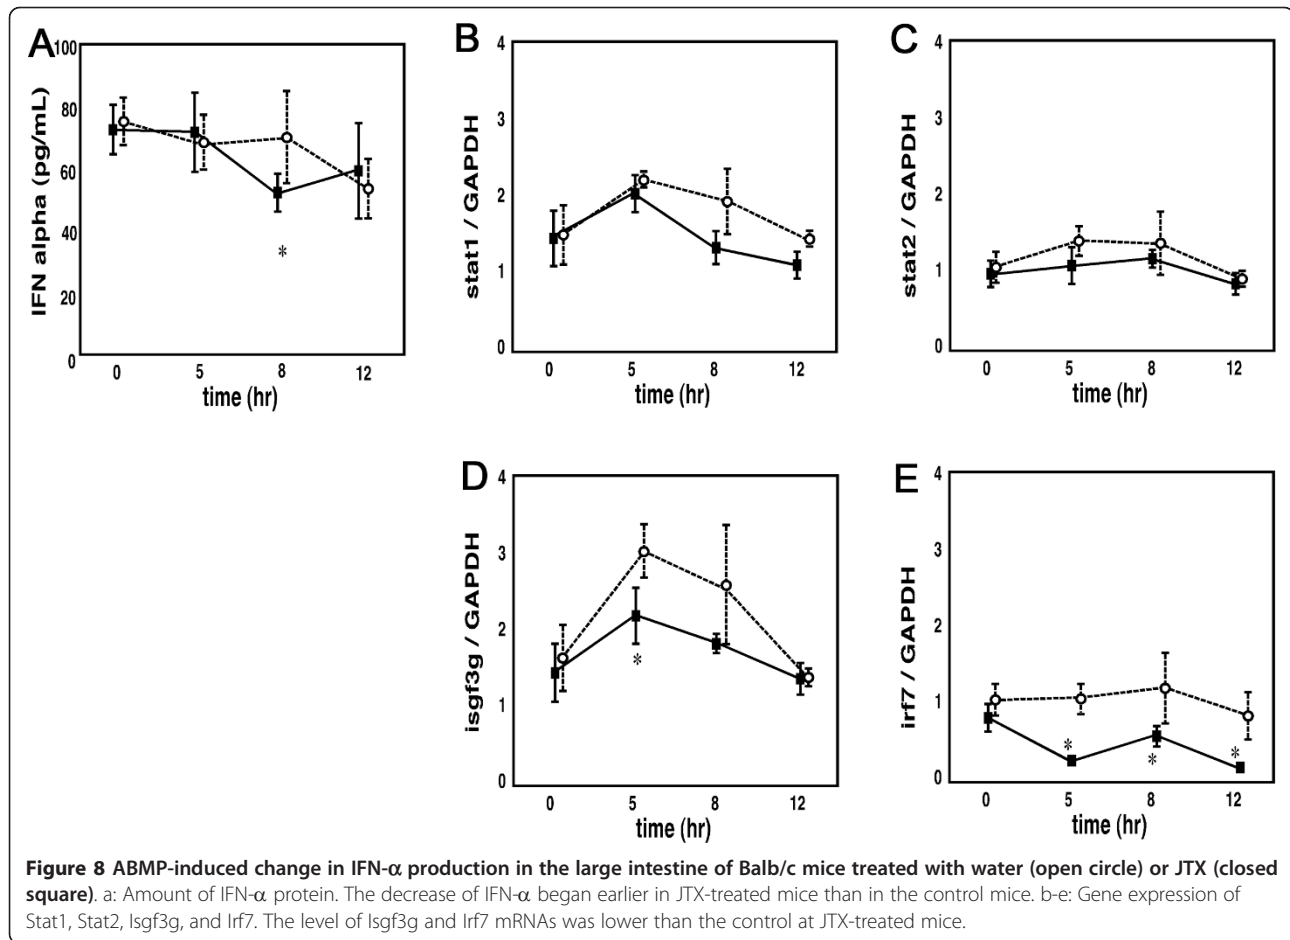 A
100
80
60
40
20
0
IFN alpha (pg/mL)
0 5 8 12
time (hr)
*
B
4
3
2
1
0
stat1 / GAPDH
0 5 8 12
time (hr)
C
4
3
2
1
0
stat2 / GAPDH
0 5 8 12
time (hr)
D
4
3
2
1
0
isgf3g / GAPDH
*
0 5 8 12
time (hr)
E
4
3
2
1
0
irf7 / GAPDH
* * *
0 5 8 12
time (hr)
Figure 8 ABMP-induced change in IFN-α production in the large intestine of Balb/c mice treated with water (open circle) or JTX (closed
square). a: Amount of IFN-α protein. The decrease of IFN-α began earlier in JTX-treated mice than in the control mice. b-e: Gene expression of
Stat1, Stat2, Isgf3g, and Irf7. The level of Isgf3g and Irf7 mRNAs was lower than the control at JTX-treated mice.